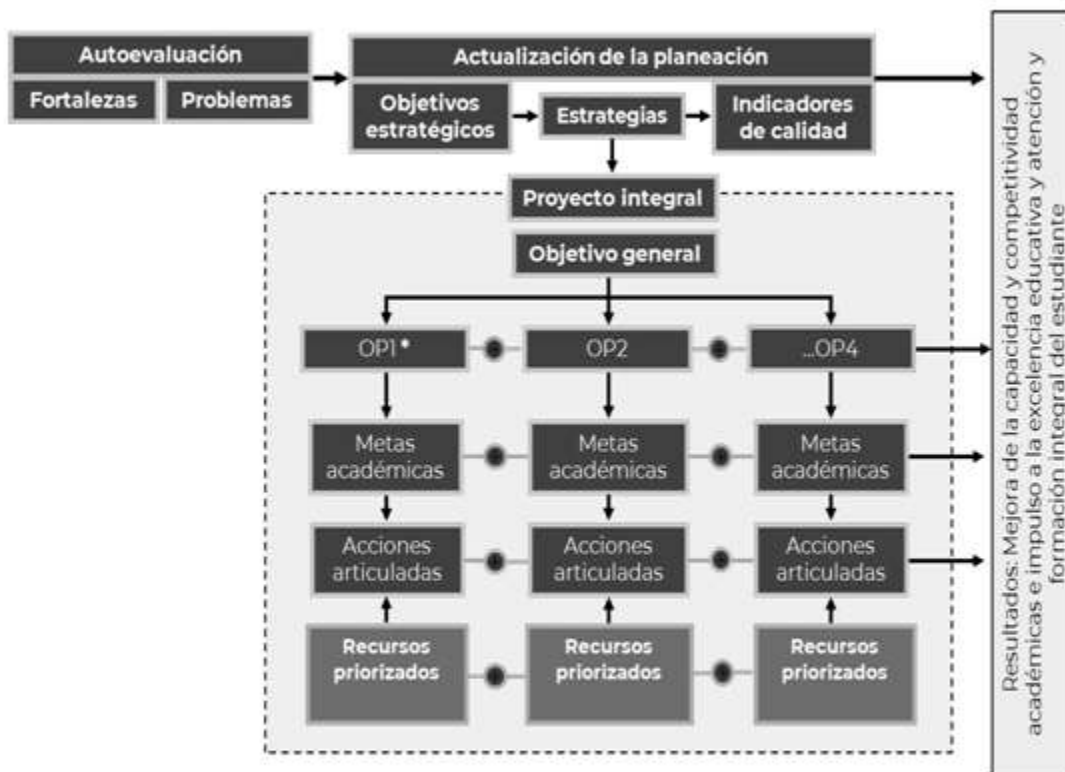 Autoevaluación
Fortalezas
Problemas
Actualización de la planeación
Objetivos
estratégicos
Estrategias
Indicadores
de calidad
Proyecto integral
Objetivo general
OP1*
OP2
...OP4
Metas
académicas
Metas
académicas
Metas
académicas
Acciones
articuladas
Acciones
articuladas
Acciones
articuladas
Recursos
priorizados
Recursos
priorizados
Recursos
priorizados
Resultados: Mejora de la capacidad y competitividad
académicas e impulso a la excelencia educativa y atención y
formación integral del estudiante